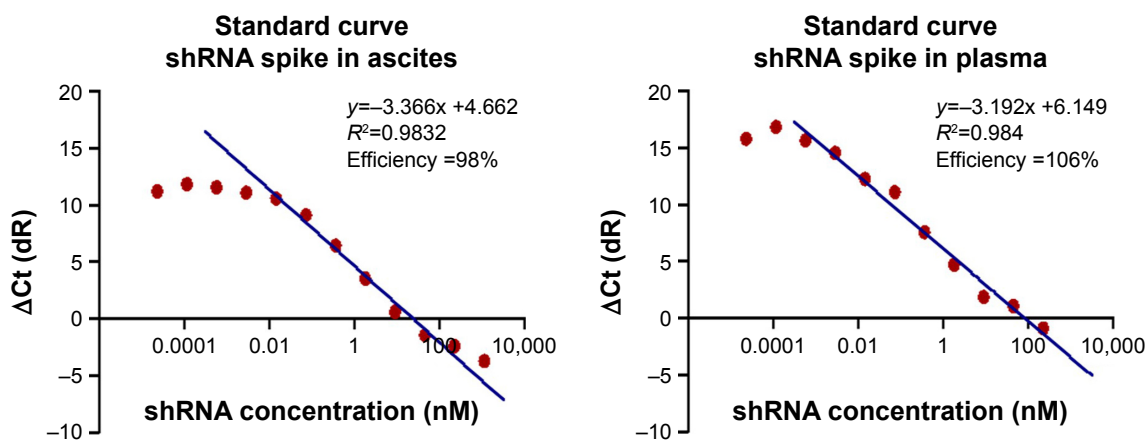 Standard curve
shRNA spike in ascites
20
15
10
5
0
–5
–10
y=–3.366x +4.662
R²=0.9832
Efficiency =98%
ΔCt (dR)
0.0001
0.01
1
100
10,000
shRNA concentration (nM)
Standard curve
shRNA spike in plasma
20
15
10
5
0
–5
–10
y=–3.192x +6.149
R²=0.984
Efficiency =106%
ΔCt (dR)
0.0001
0.01
1
100
10,000
shRNA concentration (nM)